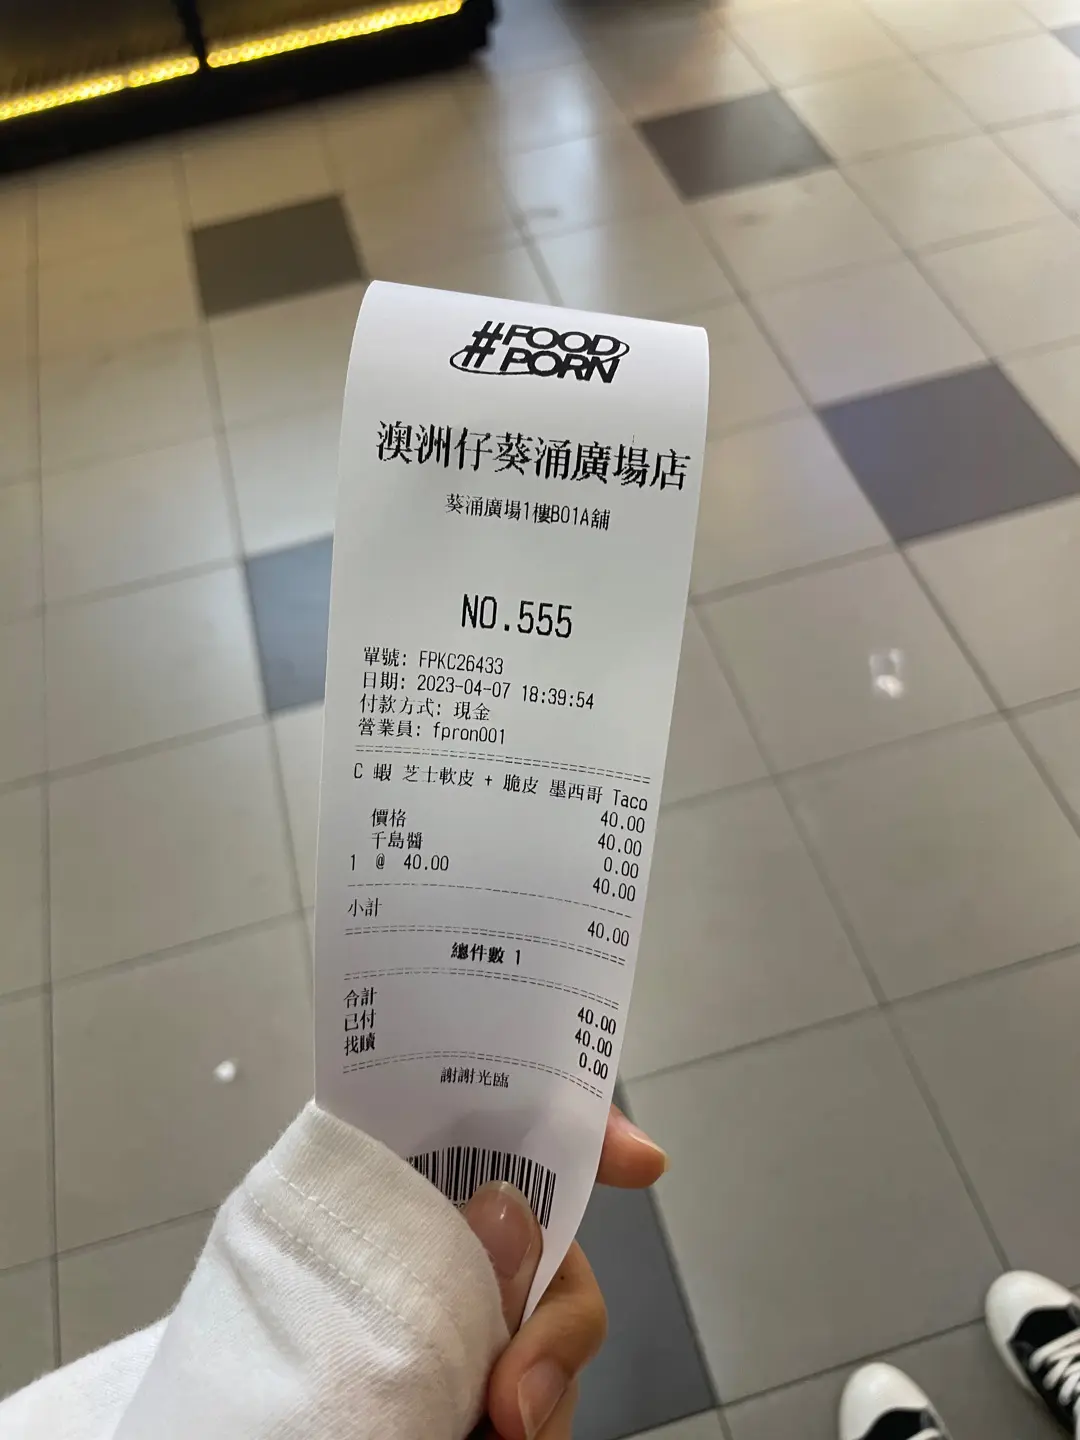 #FOOD
#PORN
澳洲仔葵涌廣場店
葵涌廣場1樓B01A舖
NO.555
單號: FPKC26433
日期: 2023-04-07 18:39:54
付款方式: 現金
營業員: fpron001
C 蝦 芝士軟皮 + 脆皮 墨西哥 Taco
40.00
價格 40.00
千島醬 0.00
1 @ 40.00 40.00
小計 40.00
總件數 1
合計 40.00
已付 40.00
找贖 0.00
謝謝光臨